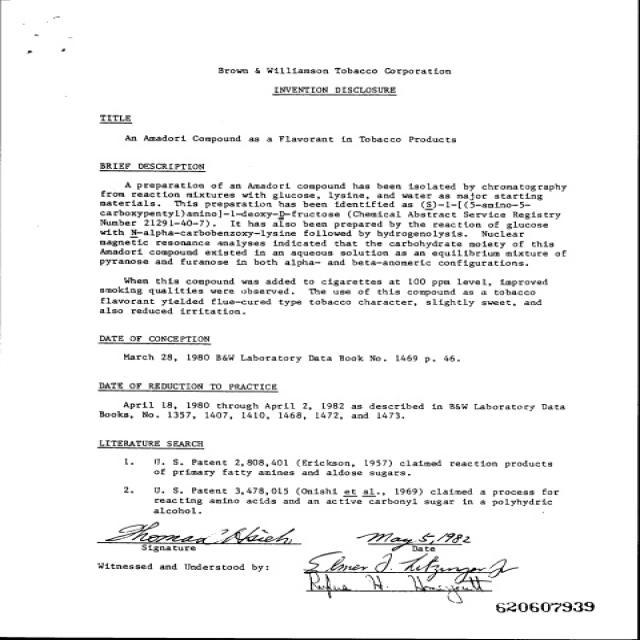 Brown & Williamson Tobacco Corporation
INVENTION DISCLOSURE
TITLE
An Amadori Compound as a Flavorant in Tobacco Products
BRIEF DESCRIPTION
A preparation of an Amadori compound has been isolated by chromatography
from reaction mixtures with glucose, lysine, and water as major starting
materials. This preparation has been identified as (S)-1-[(5-amino-5-
carboxypentyl)amino]-1-deoxy-D-fructose (Chemical Abstract Service Registry
Number 21291-40-7). It has also been prepared by the reaction of glucose
with N-alpha-carbobenzoxy-lysine followed by hydrogenolysis. Nuclear
magnetic resonance analyses indicated that the carbohydrate moiety of this
Amadori compound existed in an aqueous solution as an equilibrium mixture of
pyranose and furanose in both alpha- and beta-anomeric configurations.
When this compound was added to cigarettes at 100 ppm level, improved
smoking qualities were observed. The use of this compound as a tobacco
flavorant yielded flue-cured type tobacco character, slightly sweet, and
also reduced irritation.
DATE OF CONCEPTION
March 28, 1980 B&W Laboratory Data Book No. 1469 p. 46.
DATE OF REDUCTION TO PRACTICE
April 18, 1980 through April 2, 1982 as described in B&W Laboratory Data
Books, No. 1357, 1407, 1410, 1468, 1472, and 1473.
LITERATURE SEARCH
1. U. S. Patent 2,808,401 (Erickson, 1957) claimed reaction products
of primary fatty amines and aldose sugars.
2. U. S. Patent 3,478,015 (Onishi et al., 1969) claimed a process for
reacting amino acids and an active carbonyl sugar in a polyhydric
alcohol.
Thomas Hsieh May 5, 1982
Signature Date
Witnessed and Understood by: Elmer J. Litzinger Jr
Rufus H. Honeycutt
620607939